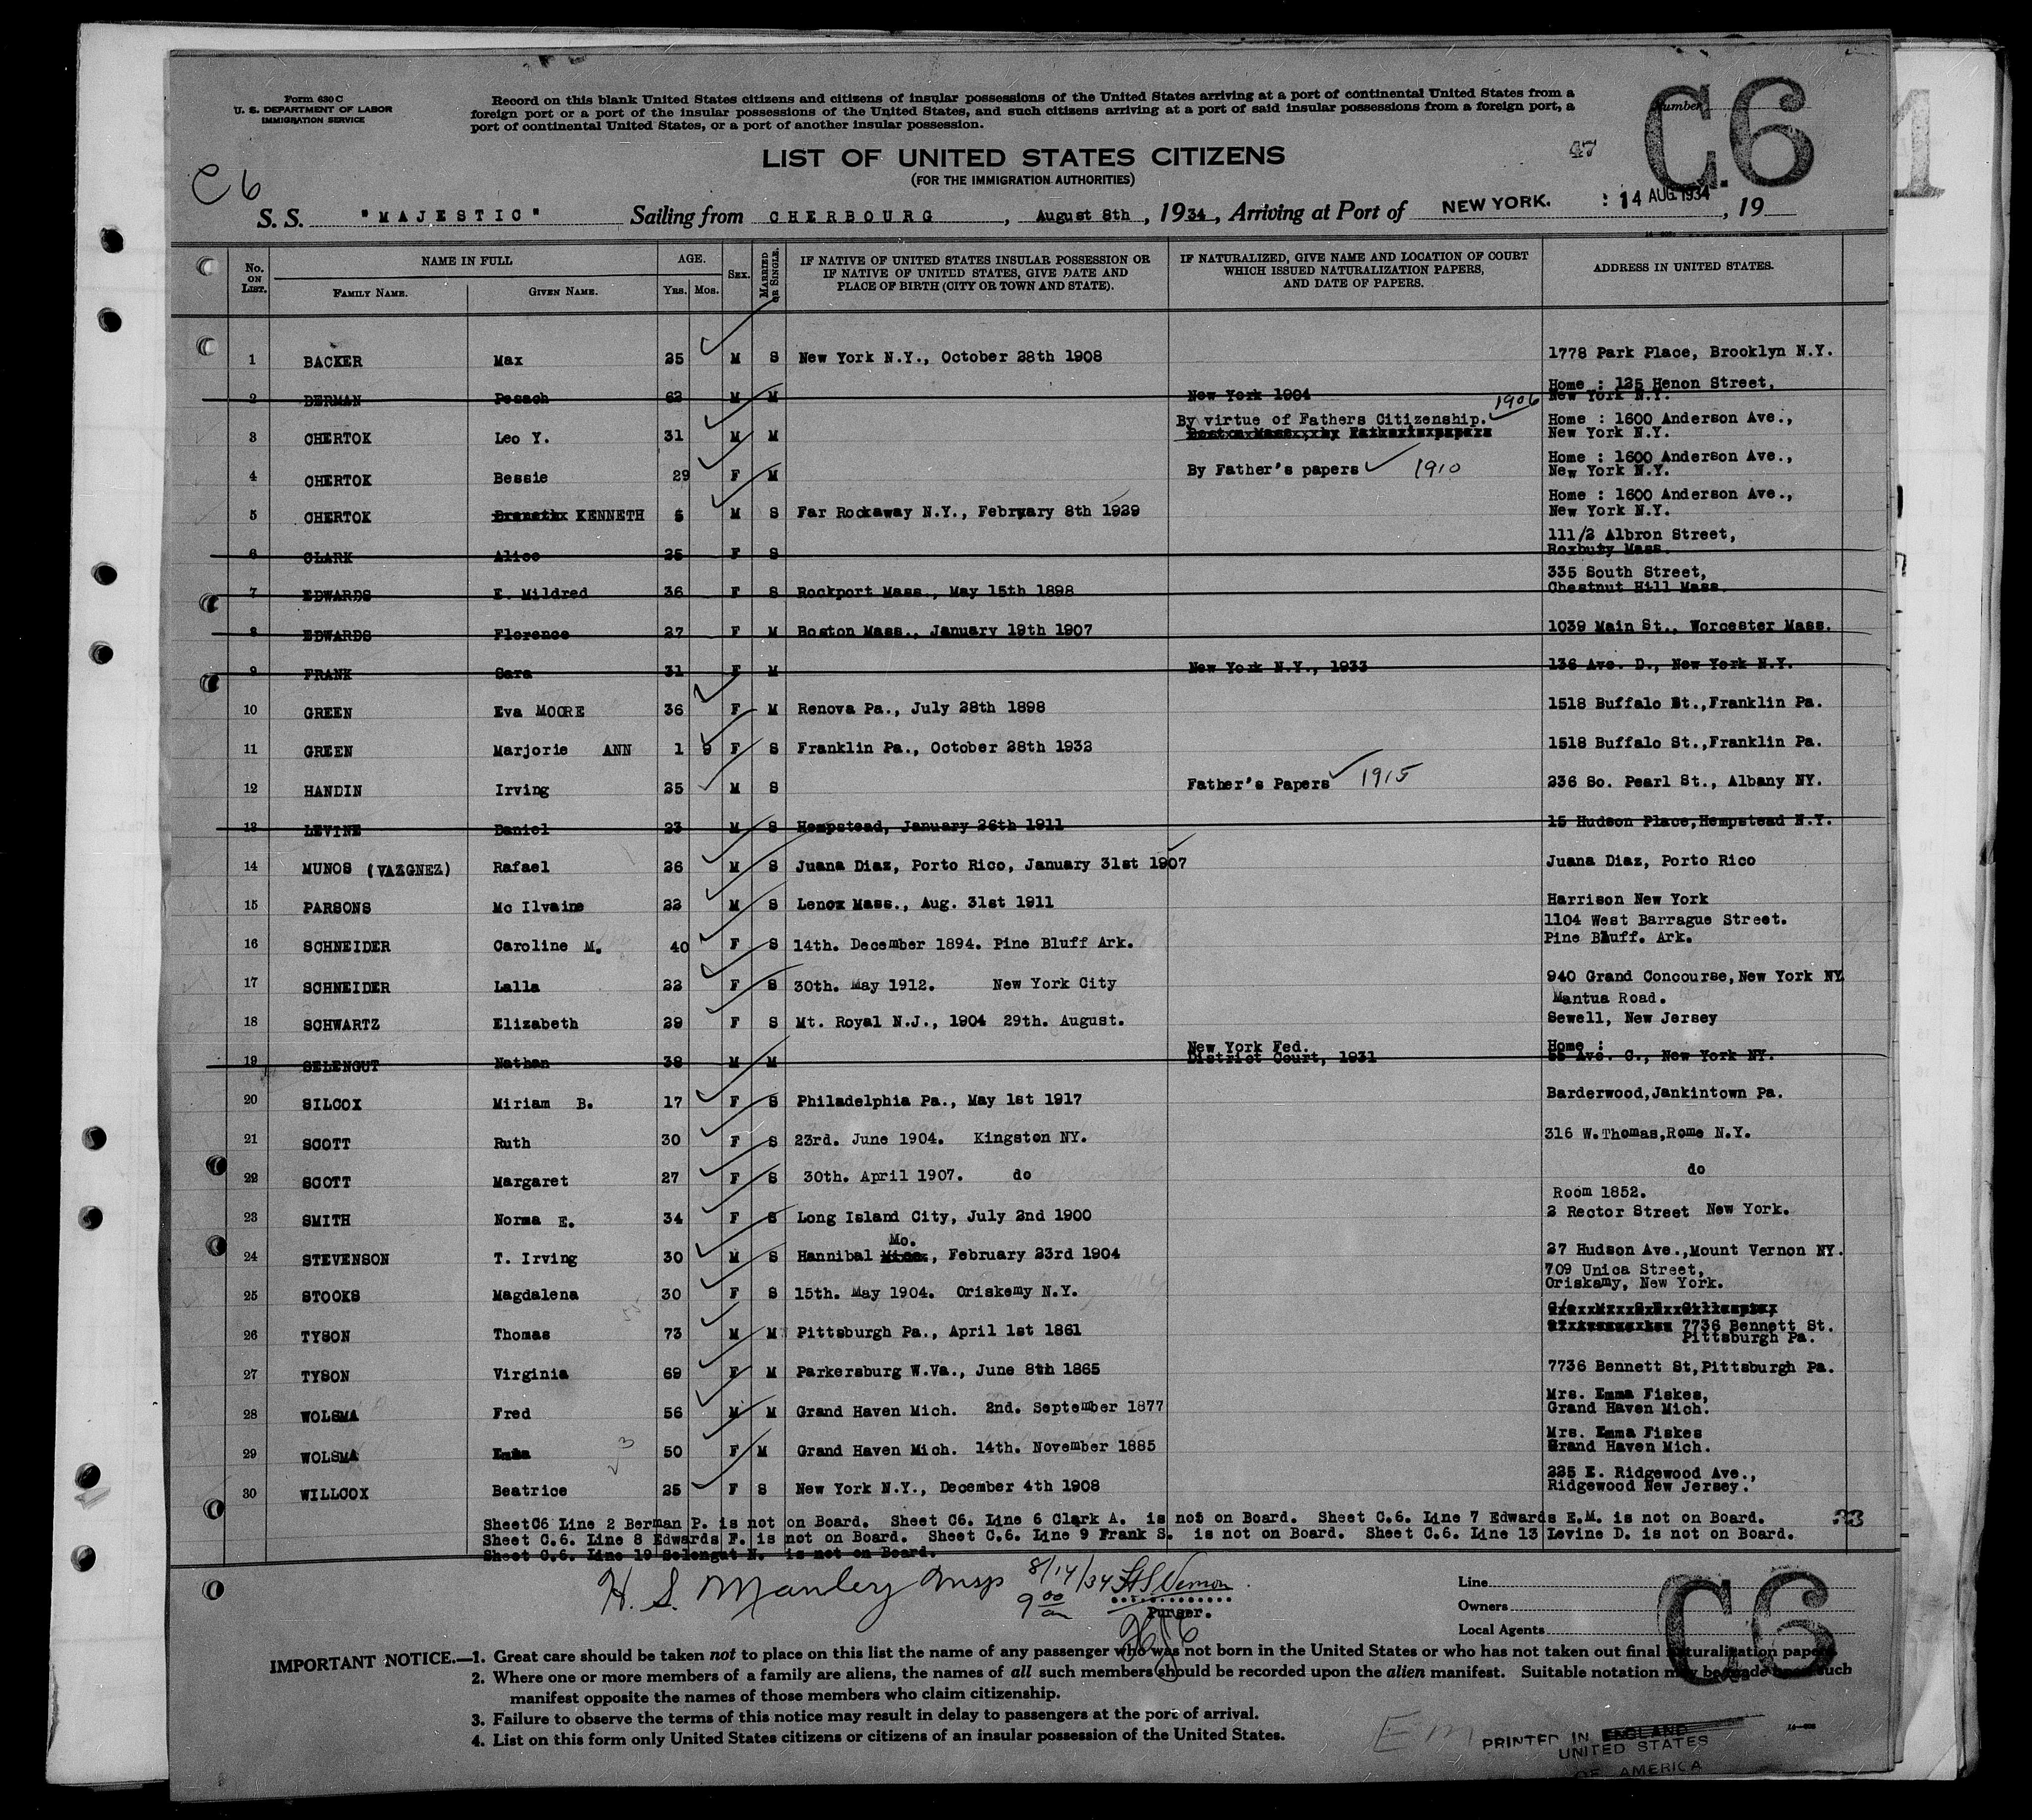 Form 630 C
U. S. DEPARTMENT OF LABOR
IMMIGRATION SERVICE
Record on this blank United States citizens and citizens of insular possessions of the United States arriving at a port of continental United States from a
foreign port or a port of the insular possessions of the United States, and such citizens arriving at a port of said insular possessions from a foreign port, a
port of continental United States, or a port of another insular possession.
Number
C.6
47
LIST OF UNITED STATES CITIZENS
(FOR THE IMMIGRATION AUTHORITIES)
C 6
S. S. "MAJESTIC" Sailing from CHERBOURG, August 8th, 1934, Arriving at Port of NEW YORK. : 14 AUG. 1934, 19
No. ON LIST. NAME IN FULL FAMILY NAME. GIVEN NAME. AGE. YRS. MOS. SEX. MARRIED OR SINGLE. IF NATIVE OF UNITED STATES INSULAR POSSESSION OR IF NATIVE OF UNITED STATES, GIVE DATE AND PLACE OF BIRTH (CITY OR TOWN AND STATE). IF NATURALIZED, GIVE NAME AND LOCATION OF COURT WHICH ISSUED NATURALIZATION PAPERS, AND DATE OF PAPERS. ADDRESS IN UNITED STATES.
1 BACKER Max 25 M S New York N.Y., October 28th 1908 1778 Park Place, Brooklyn N.Y.
2 BERMAN Pesach 62 M M New York 1904 Home : 125 Henon Street, New York N.Y.
3 CHERTOK Leo Y. 31 M M By virtue of Fathers Citizenship. 1906 Home : 1600 Anderson Ave., New York N.Y.
4 CHERTOK Bessie 29 F M By Father's papers 1910 Home : 1600 Anderson Ave., New York N.Y.
5 CHERTOK KENNETH 5 M S Far Rockaway N.Y., February 8th 1929 Home : 1600 Anderson Ave., New York N.Y.
6 CLARK Alice 25 F S 111/2 Albron Street, Roxbuty Mass.
7 EDWARDS E. Mildred 36 F S Rockport Mass., May 15th 1898 335 South Street, Chestnut Hill Mass.
8 EDWARDS Florence 27 F M Boston Mass., January 19th 1907 1039 Main St., Worcester Mass.
9 FRANK Sara 31 F M New York N.Y., 1933 136 Ave. D., New York N.Y.
10 GREEN Eva MOORE 36 F M Renova Pa., July 28th 1898 1518 Buffalo St., Franklin Pa.
11 GREEN Marjorie ANN 1 9 F S Franklin Pa., October 28th 1932 1518 Buffalo St., Franklin Pa.
12 HANDIN Irving 25 M S Father's Papers 1915 236 So. Pearl St., Albany NY.
13 LEVINE Daniel 23 M S Hempstead, January 26th 1911 15 Hudson Place, Hempstead N.Y.
14 MUNOS (VAZGNEZ) Rafael 26 M S Juana Diaz, Porto Rico, January 31st 1907 Juana Diaz, Porto Rico
15 PARSONS Mc Ilvaine 22 M S Lenox Mass., Aug. 31st 1911 Harrison New York
16 SCHNEIDER Caroline M. 40 F S 14th. December 1894. Pine Bluff Ark. 1104 West Barrague Street. Pine Bluff. Ark.
17 SCHNEIDER Lalla 22 F S 30th. May 1912. New York City 940 Grand Concourse, New York NY
18 SCHWARTZ Elizabeth 29 F S Mt. Royal N.J., 1904 29th. August. Mantua Road. Sewell, New Jersey
19 SELENGUT Nathan 38 M M New York Fed. District Court, 1931 Home : 55 Ave. C., New York NY.
20 SILCOX Miriam B. 17 F S Philadelphia Pa., May 1st 1917 Barderwood, Jankintown Pa.
21 SCOTT Ruth 30 F S 23rd. June 1904. Kingston NY. 316 W. Thomas, Rome N.Y.
22 SCOTT Margaret 27 F S 30th. April 1907. do do
23 SMITH Norma E. 34 F S Long Island City, July 2nd 1900 Room 1852. 2 Rector Street New York.
24 STEVENSON T. Irving 30 M S Hannibal Mo., February 23rd 1904 27 Hudson Ave., Mount Vernon NY.
25 STOOKS Magdalena 30 F S 15th. May 1904. Oriskemy N.Y. 709 Unica Street, Oriskamy, New York.
26 TYSON Thomas 73 M M Pittsburgh Pa., April 1st 1861 7736 Bennett St. Pittsburgh Pa.
27 TYSON Virginia 69 F M Parkersburg W.Va., June 8th 1865 7736 Bennett St, Pittsburgh Pa.
28 WOLSMA Fred 56 M M Grand Haven Mich. 2nd. September 1877 Mrs. Emma Fiskes, Grand Haven Mich.
29 WOLSMA Emma 50 F M Grand Haven Mich. 14th. November 1885 Mrs. Emma Fiskes Grand Haven Mich.
30 WILLCOX Beatrice 25 F S New York N.Y., December 4th 1908 225 E. Ridgewood Ave., Ridgewood New Jersey.
SheetC6 Line 2 Berman P. is not on Board. Sheet C6. Line 6 Clark A. is not on Board. Sheet C.6. Line 7 Edwards E.M. is not on Board.
Sheet C.6. Line 8 Edwards F. is not on Board. Sheet C.6. Line 9 Frank S. is not on Board. Sheet C.6. Line 13 Levine D. is not on Board.
Sheet C.6. Line 19 Selengut N. is not on Board.
H. S. Manley Insp 8/14/34
9 00 am
Purser.
Line
Owners
Local Agents
C6
IMPORTANT NOTICE.—1. Great care should be taken not to place on this list the name of any passenger who was not born in the United States or who has not taken out final naturalization papers.
2. Where one or more members of a family are aliens, the names of all such members should be recorded upon the alien manifest. Suitable notation may be made upon such
manifest opposite the names of those members who claim citizenship.
3. Failure to observe the terms of this notice may result in delay to passengers at the port of arrival.
4. List on this form only United States citizens or citizens of an insular possession of the United States.
PRINTED IN ENGLAND
UNITED STATES
OF AMERICA